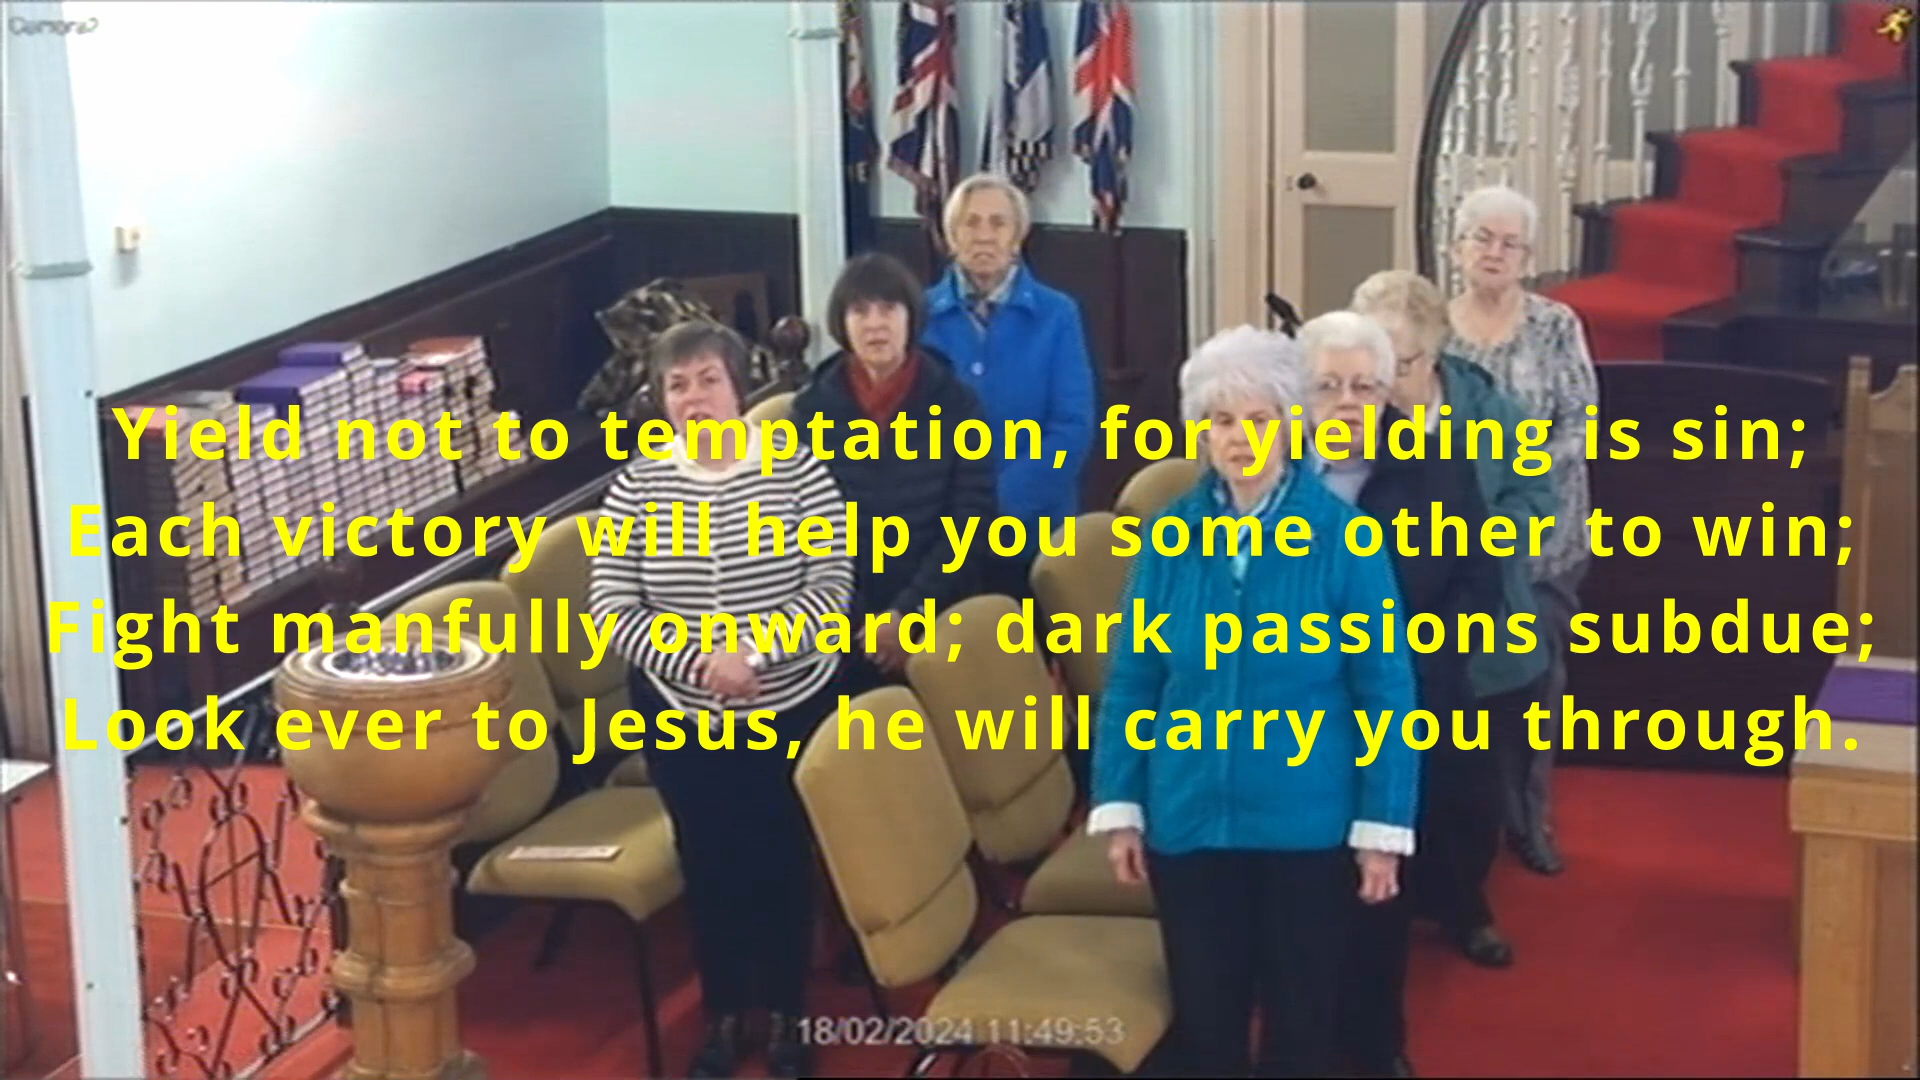 Camera2
Yield not to temptation, for yielding is sin;
Each victory will help you some other to win;
Fight manfully onward; dark passions subdue;
Look ever to Jesus, he will carry you through.
18/02/2024 11:49:53